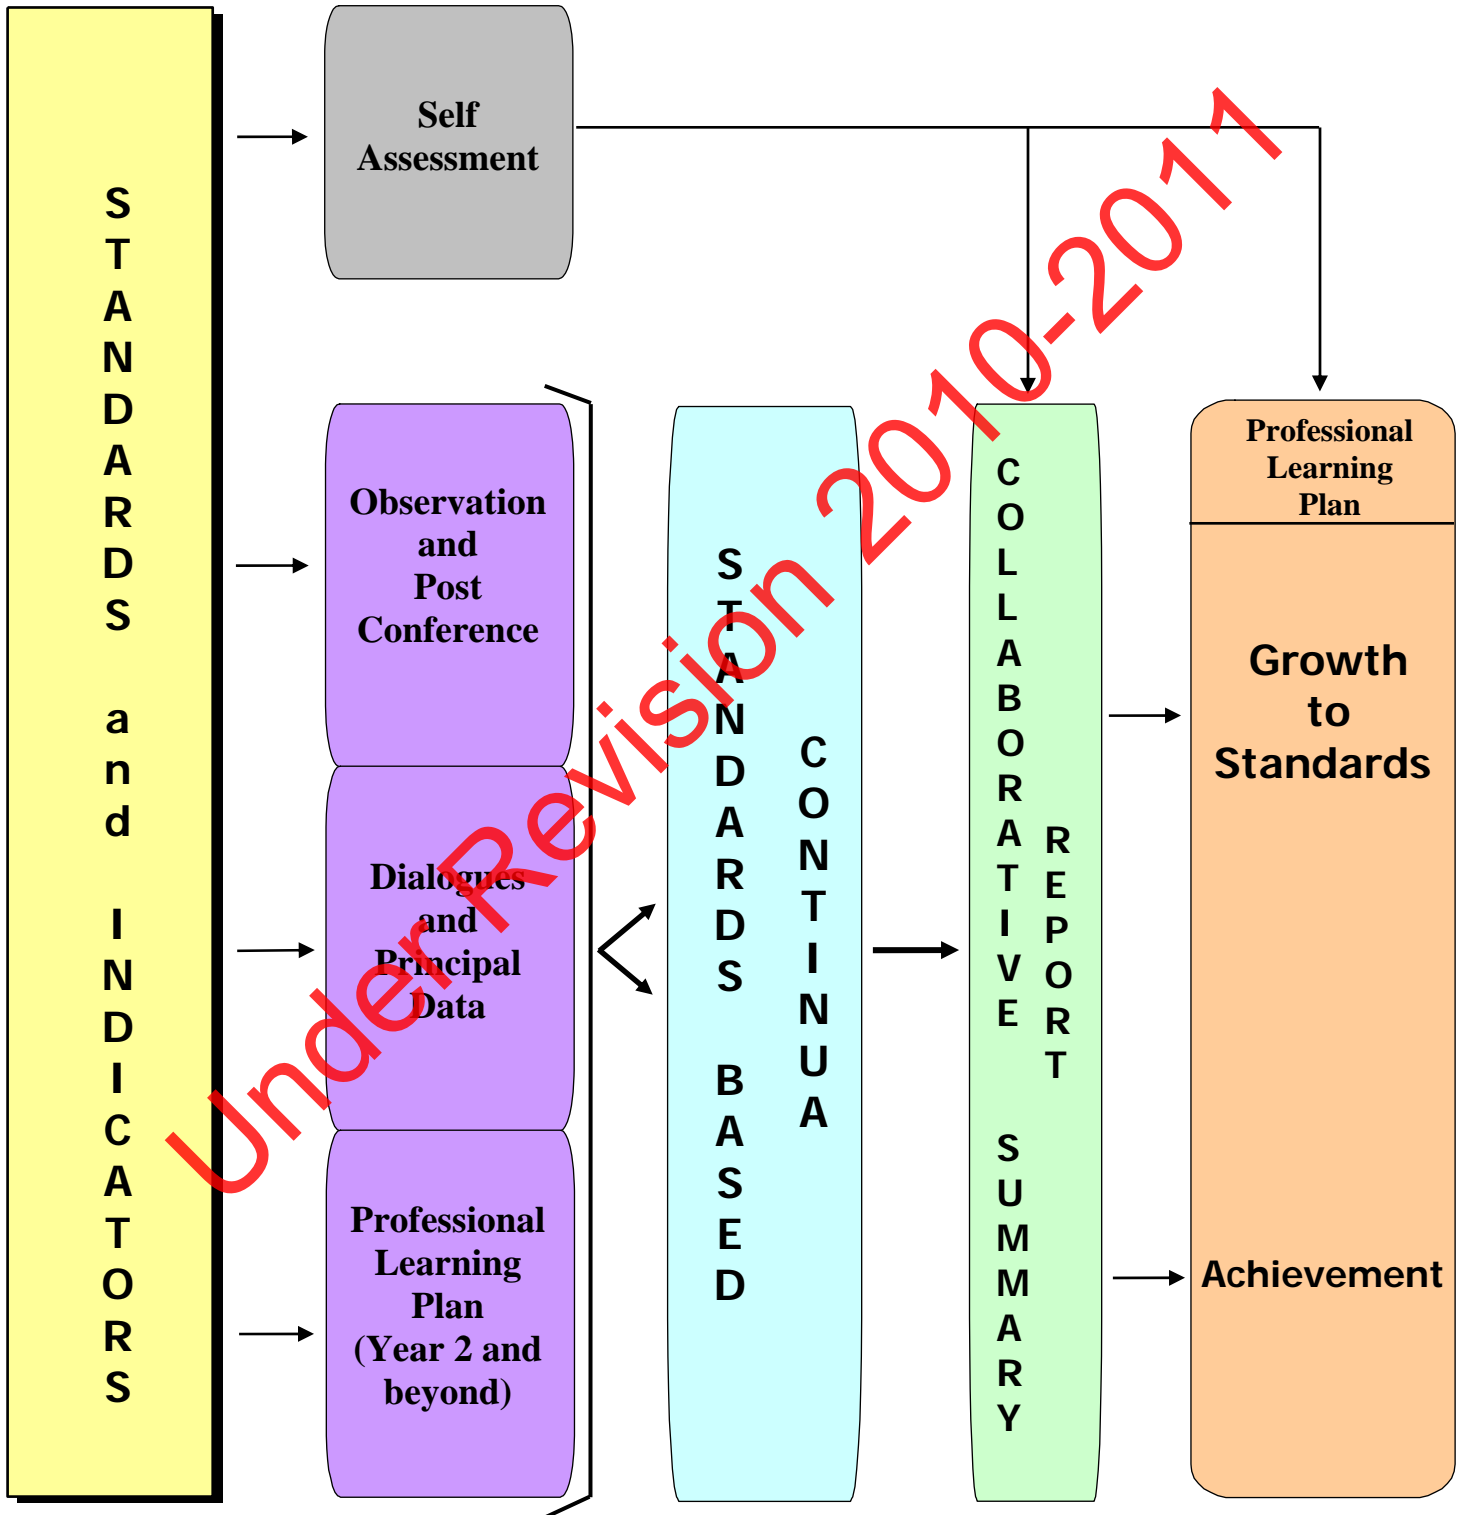 STANDARDS and INDICATORS
Self
Assessment
Observation
and
Post
Conference
Dialogues
and
Principal
Data
Professional
Learning
Plan
(Year 2 and
beyond)
STANDARDS BASED
CONTINUA
COLLABORATIVE SUMMARY
REPORT
Professional
Learning
Plan
Growth
to
Standards
Achievement
Under Revision 2010-2011